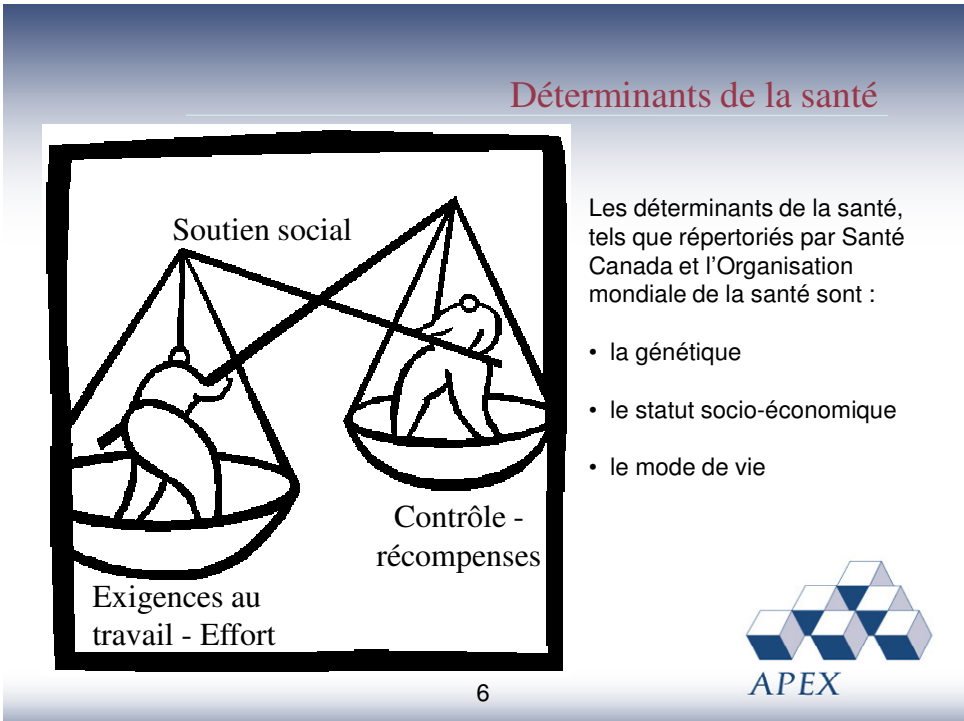 Déterminants de la santé
Soutien social
Contrôle -
récompenses
Exigences au
travail - Effort
Les déterminants de la santé,
tels que répertoriés par Santé
Canada et l’Organisation
mondiale de la santé sont :
• la génétique
• le statut socio-économique
• le mode de vie
APEX
6